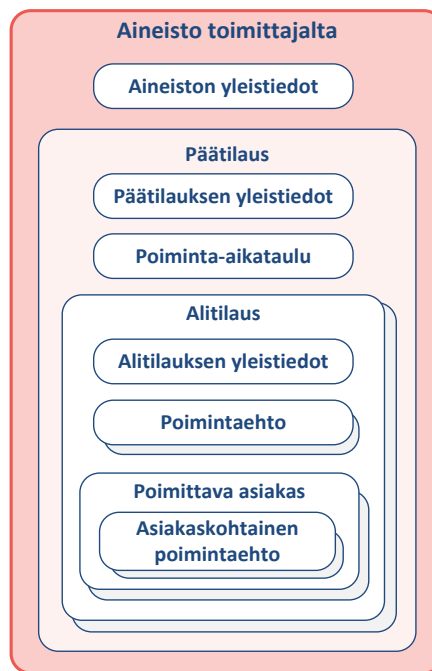 Aineisto toimittajalta
Aineiston yleistiedot
Päätilaus
Päätilauksen yleistiedot
Poiminta-aikataulu
Alitilaus
Alitilauksen yleistiedot
Poimintaehto
Poimittava asiakas
Asiakaskohtainen
poimintaehto